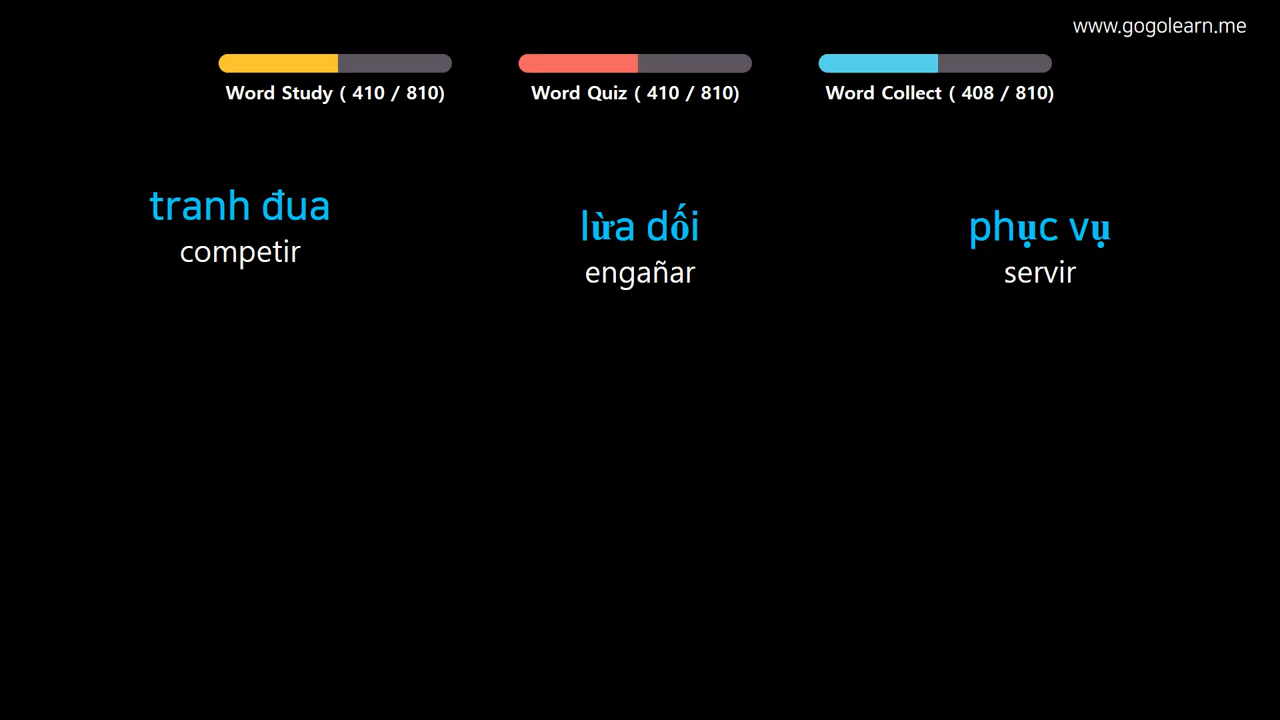 www.gogolearn.me
Word Study ( 410 / 810)
Word Quiz ( 410 / 810)
Word Collect ( 408 / 810)
tranh đua
competir
lừa dối
engañar
phục vụ
servir